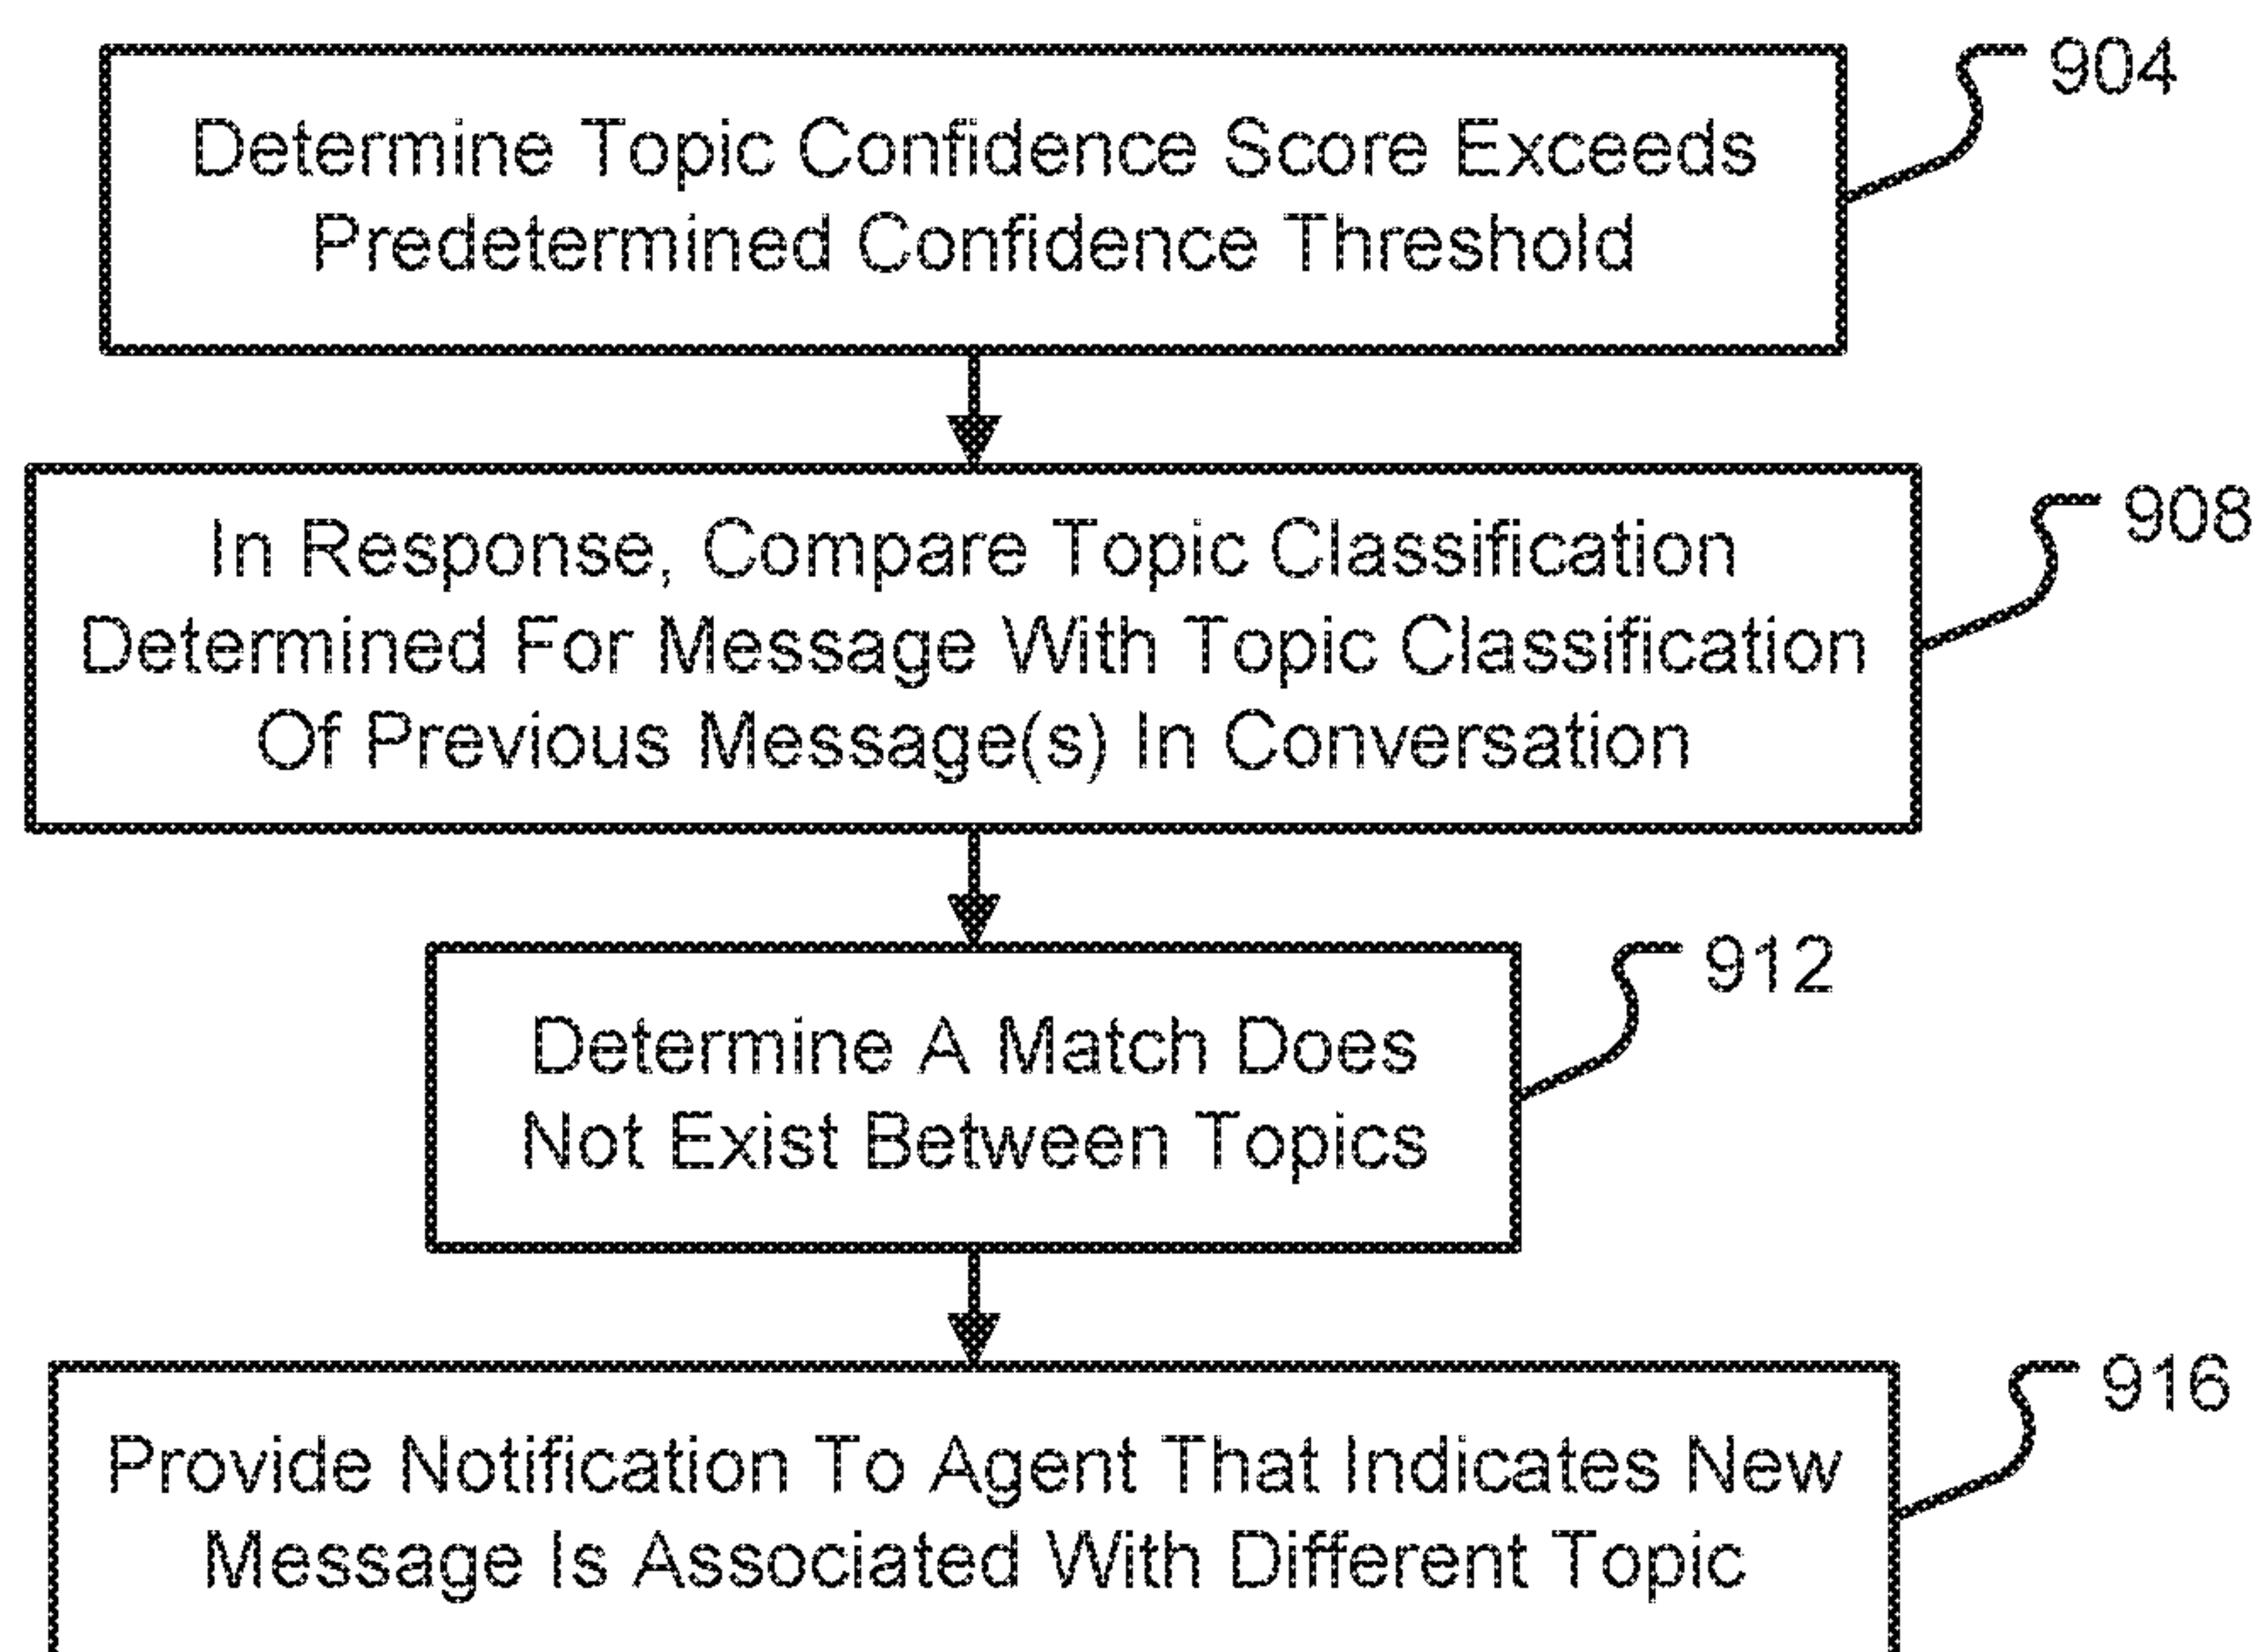 904
Determine Topic Confidence Score Exceeds
Predetermined Confidence Threshold
908
In Response, Compare Topic Classification
Determined For Message With Topic Classification
Of Previous Message(s) In Conversation
912
Determine A Match Does
Not Exist Between Topics
916
Provide Notification To Agent That Indicates New
Message Is Associated With Different Topic